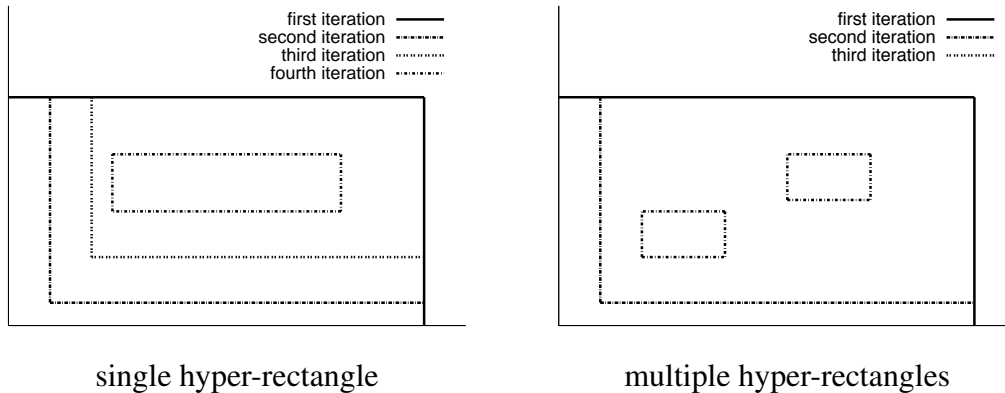 first iteration
second iteration
third iteration
fourth iteration
first iteration
second iteration
third iteration
single hyper-rectangle
multiple hyper-rectangles